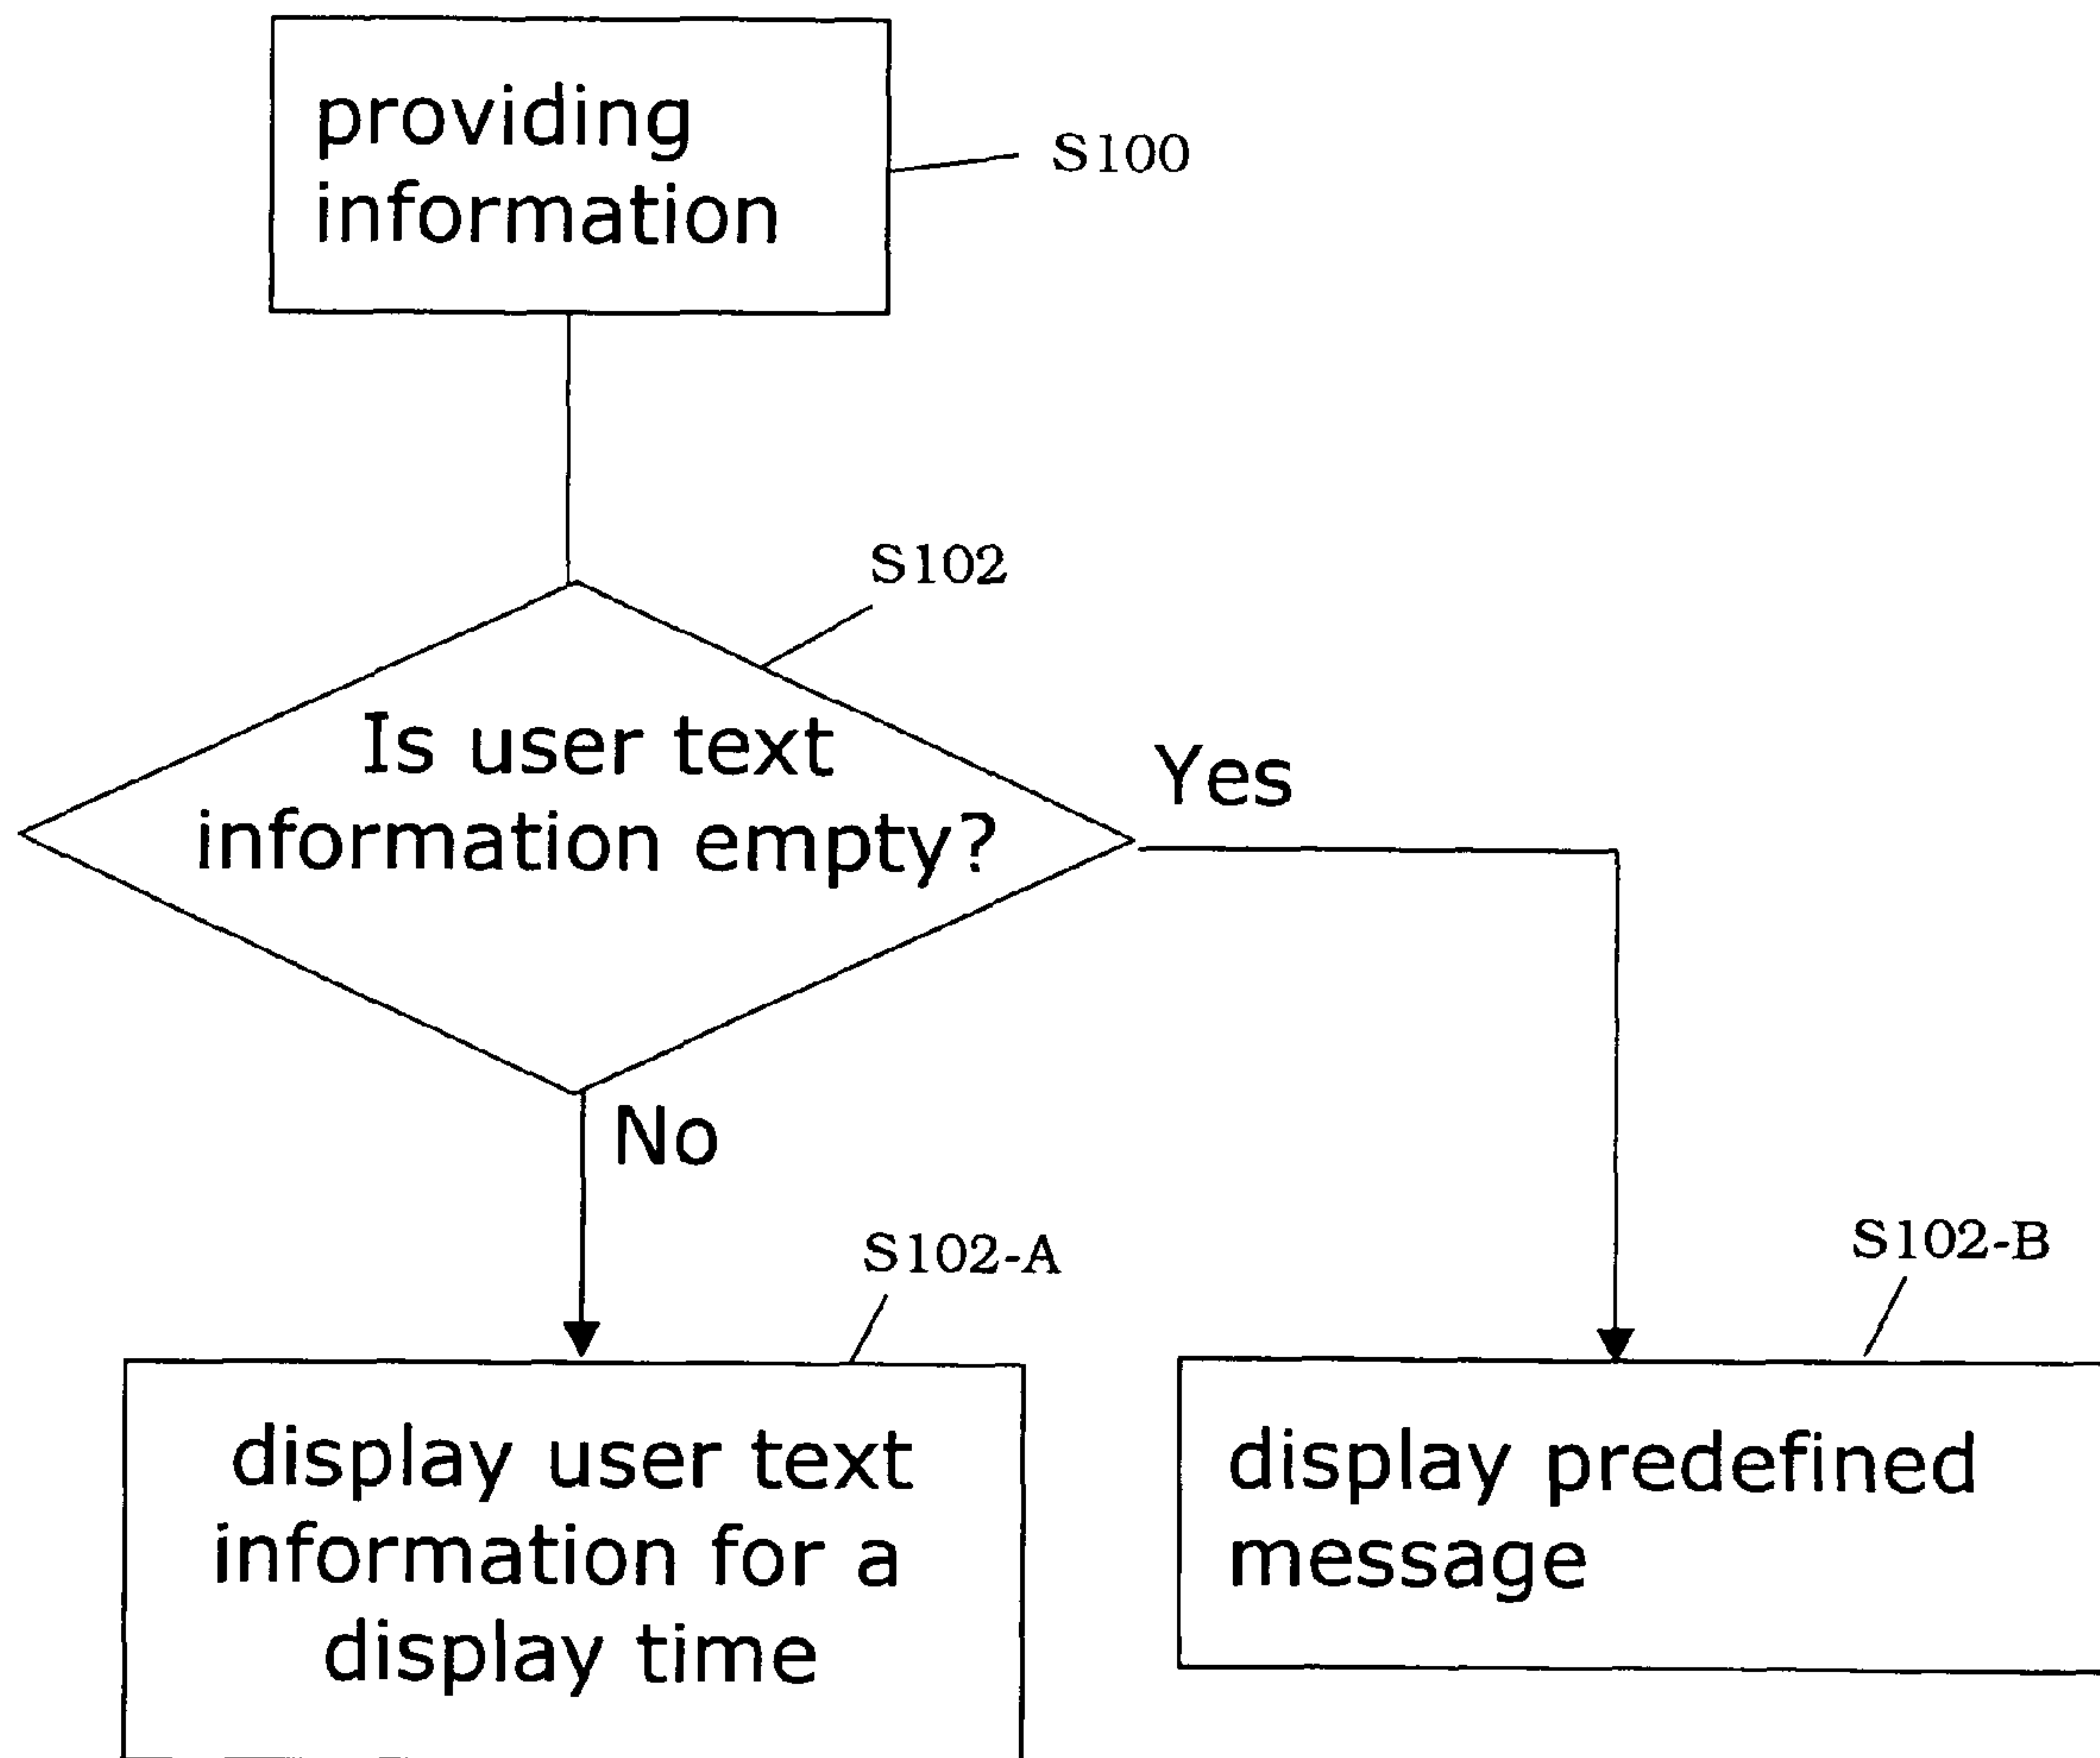 providing
information
S100
S102
Is user text
information empty?
Yes
No
S102-A
S102-B
display user text
information for a
display time
display predefined
message